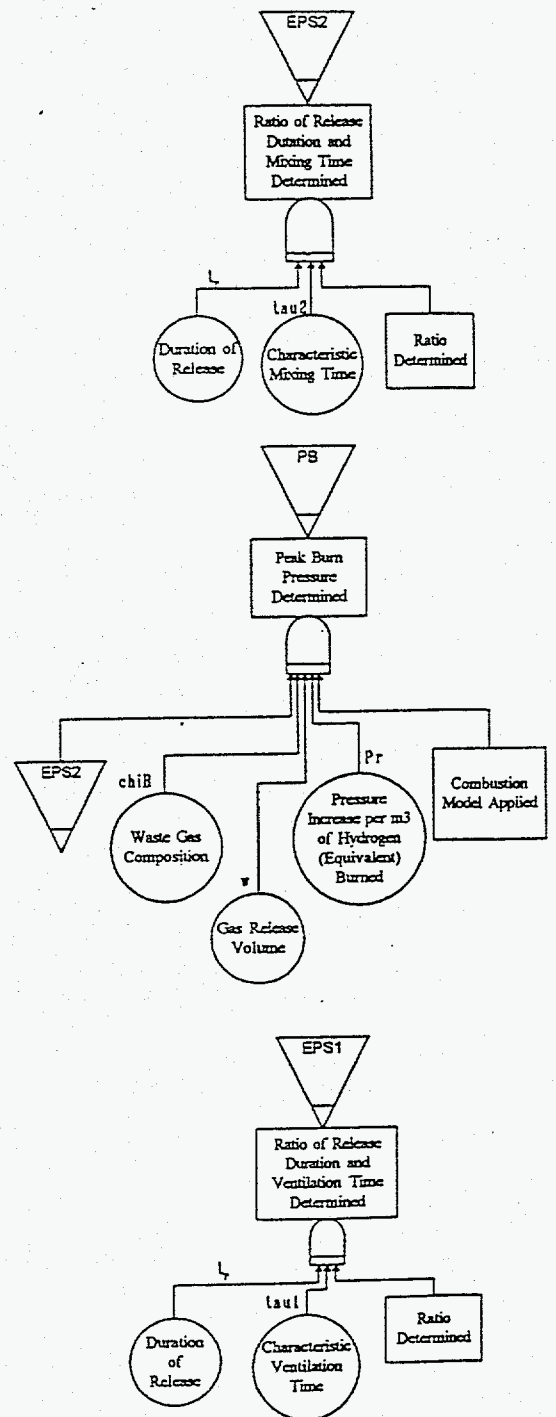 EPS2
Ratio of Release
Dutation and
Mixing Time
Determined
tau2
Duration of
Release
Characteristic
Mixing Time
Ratio
Determined
PB
Peak Burn
Pressure
Determined
EPS2
chiB
Waste Gas
Composition
Pr
Pressure
Increase per m3
of Hydrogen
(Equivalent)
Burned
Combustion
Model Applied
Gas Release
Volume
EPS1
Ratio of Release
Duration and
Ventilation Time
Determined
tau1
Duration
of
Release
Characteristic
Ventilation
Time
Ratio
Determined